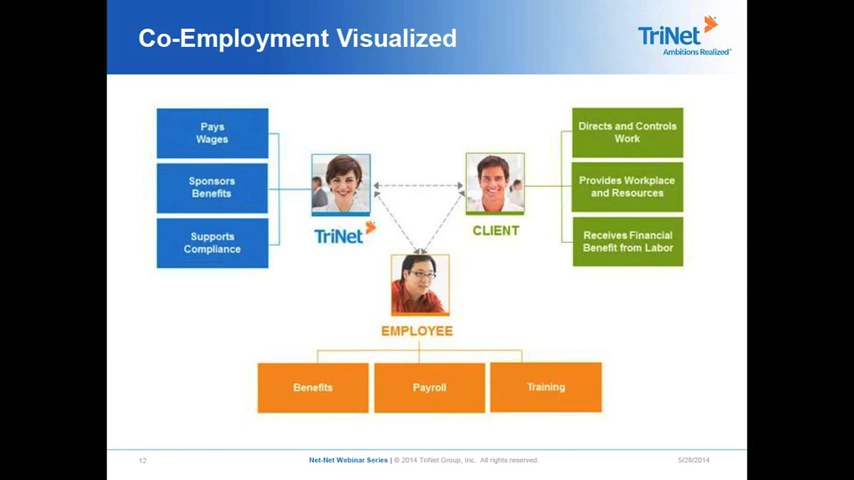 Co-Employment Visualized
TriNet
Ambitions Realized
Pays
Wages
Sponsors
Benefits
Supports
Compliance
TriNet
CLIENT
Directs and Controls
Work
Provides Workplace
and Resources
Receives Financial
Benefit from Labor
EMPLOYEE
Benefits
Payroll
Training
12
Net-Net Webinar Series | © 2014 TriNet Group, Inc. All rights reserved.
5/28/2014